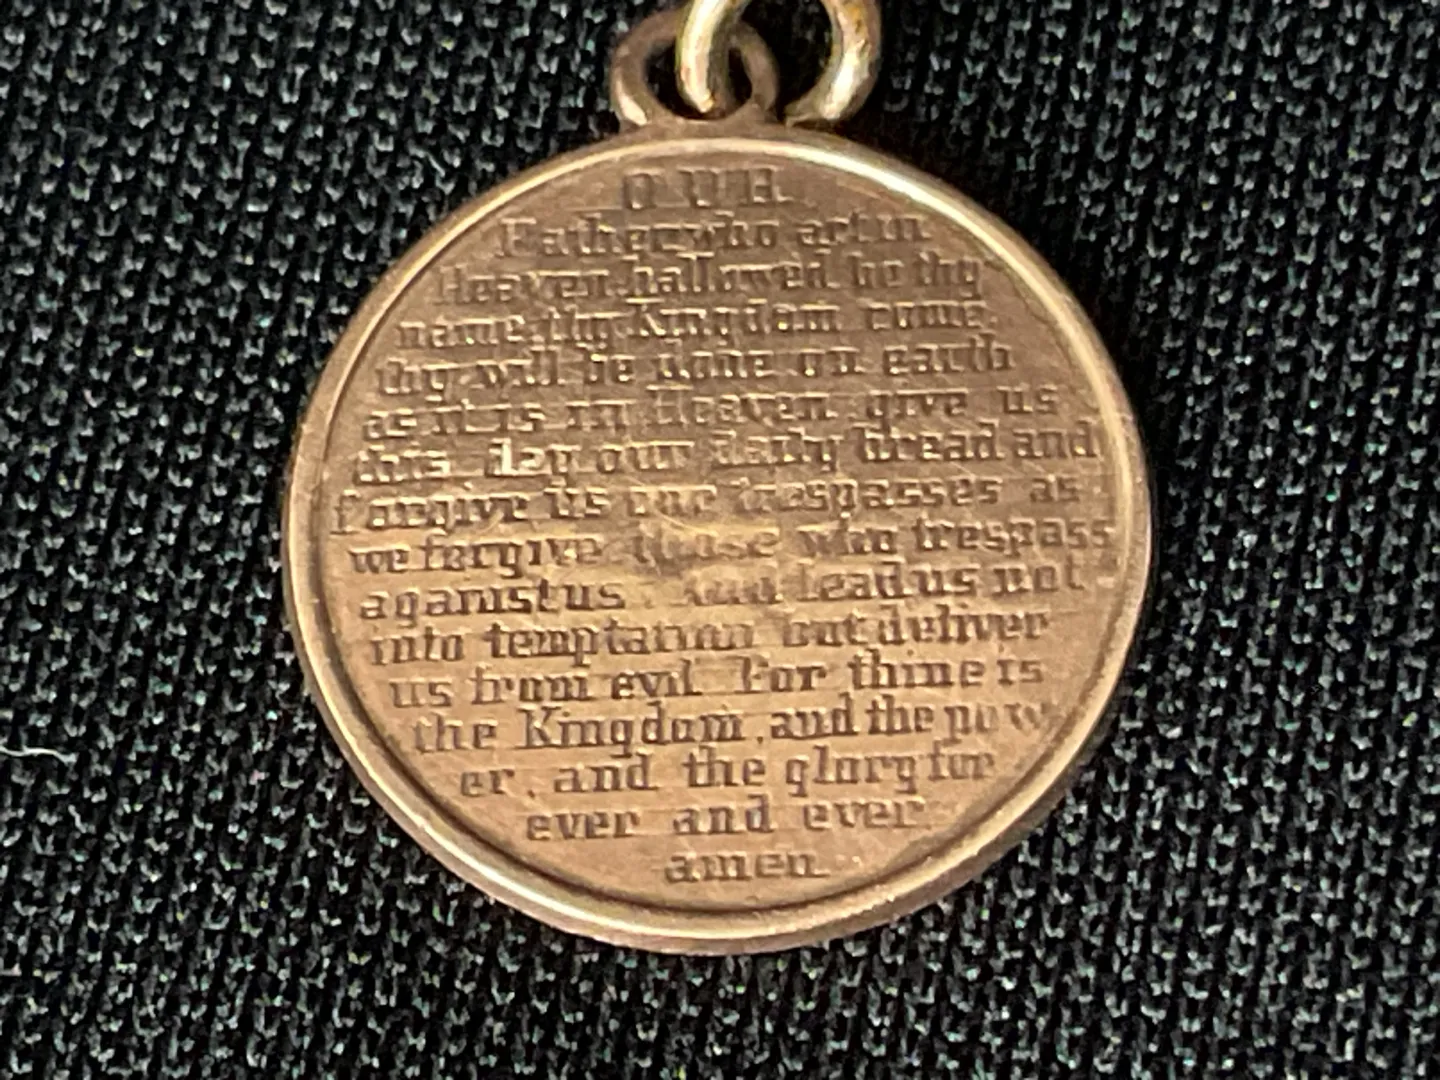 OUR
Father who art in
Heaven. hallowed be thy
name. thy Kingdom come.
thy will be done on earth
as it is in Heaven. give us
this day our daily bread and
forgive us our trespasses as
we forgive those who trespass
against us. And lead us not
into temptation but deliver
us from evil. For thine is
the Kingdom, and the pow
er, and the glory for
ever and ever.
amen.